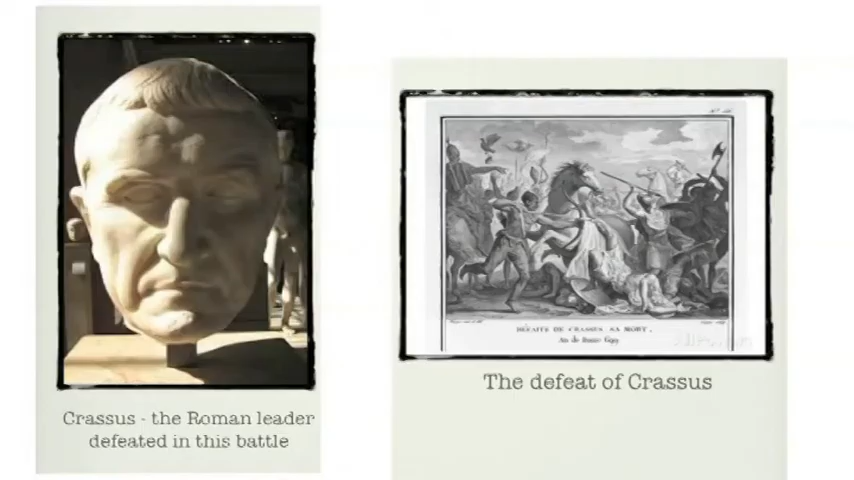 Crassus - the Roman leader
defeated in this battle
DÉFAITE DE CRASSUS SA MORT.
The defeat of Crassus